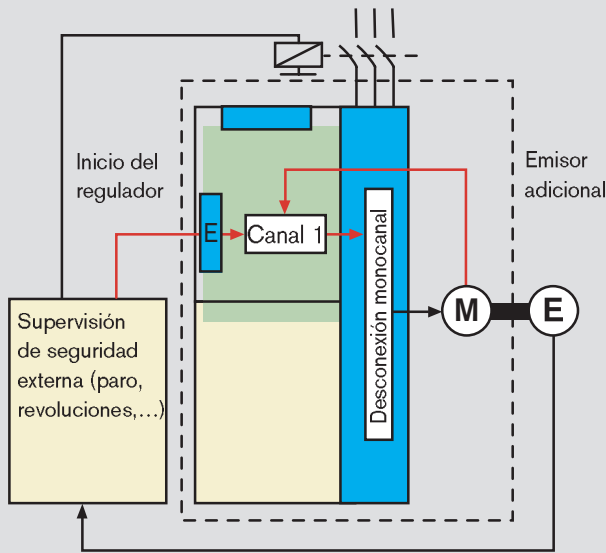 Inicio del
regulador
Emisor
adicional
E
Canal 1
Desconexión monocanal
M
E
Supervisión
de seguridad
externa (paro,
revoluciones,...)